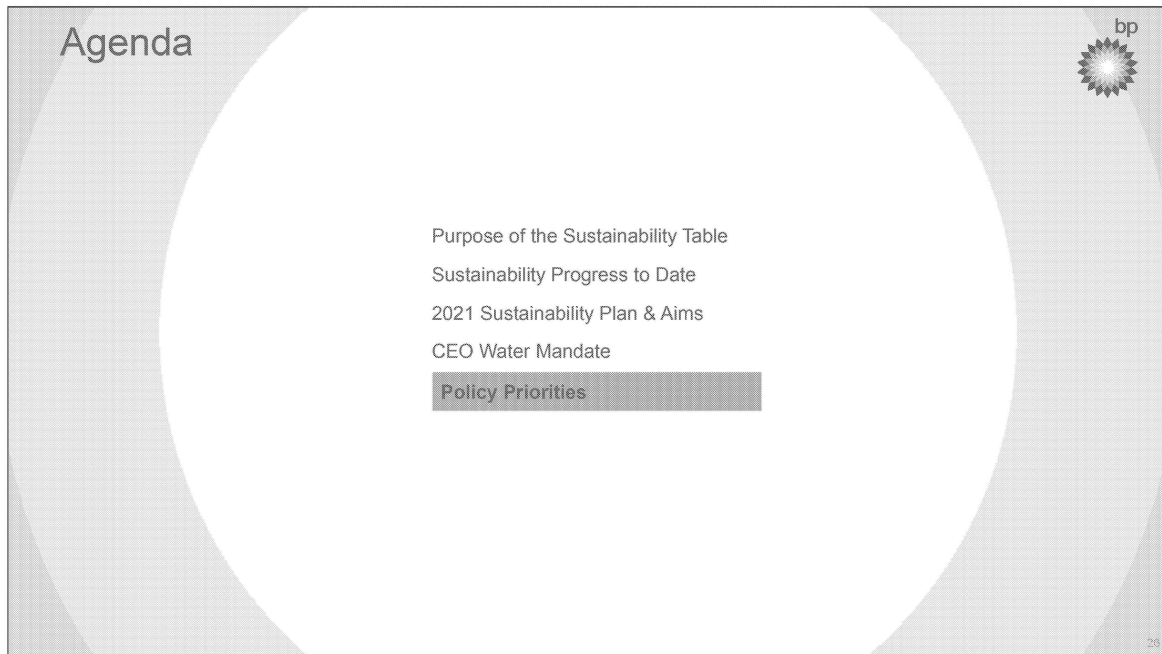 Agenda
bp
Purpose of the Sustainability Table
Sustainability Progress to Date
2021 Sustainability Plan & Aims
CEO Water Mandate
Policy Priorities